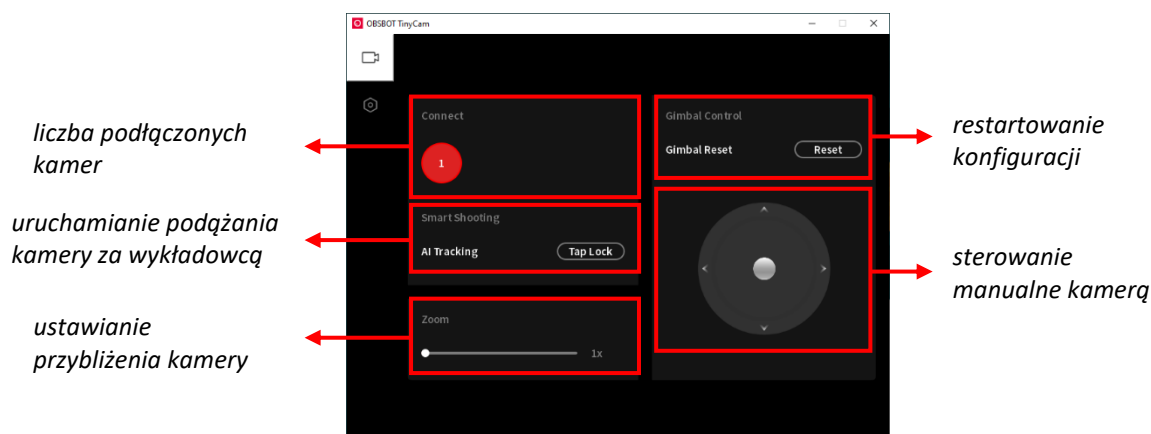 OBSBOT TinyCam
liczba podłączonych
kamer
uruchamianie podążania
kamery za wykładowcą
ustawianie
przybliżenia kamery
Connect
1
Smart Shooting
AI Tracking Tap Lock
Zoom
1x
Gimbal Control
Gimbal Reset Reset
restartowanie
konfiguracji
sterowanie
manualne kamerą